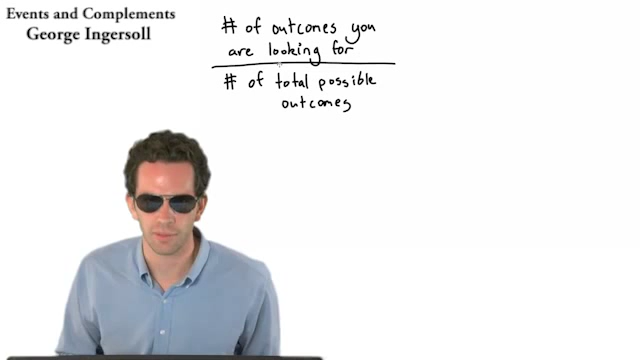 Events and Complements
George Ingersoll
# of outcomes you
are looking for
# of total possible
outcomes